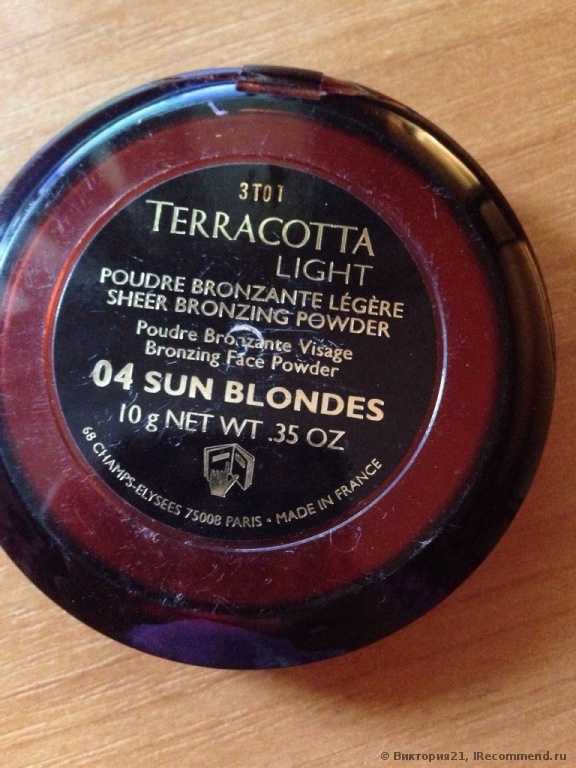 3T01
TERRACOTTA
LIGHT
POUDRE BRONZANTE LÉGÈRE
SHEER BRONZING POWDER
Poudre Bronzante Visage
Bronzing Face Powder
04 SUN BLONDES
10 g NET WT .35 OZ
68 CHAMPS-ELYSEES 75008 PARIS • MADE IN FRANCE
© Виктория21, IRecommend.ru